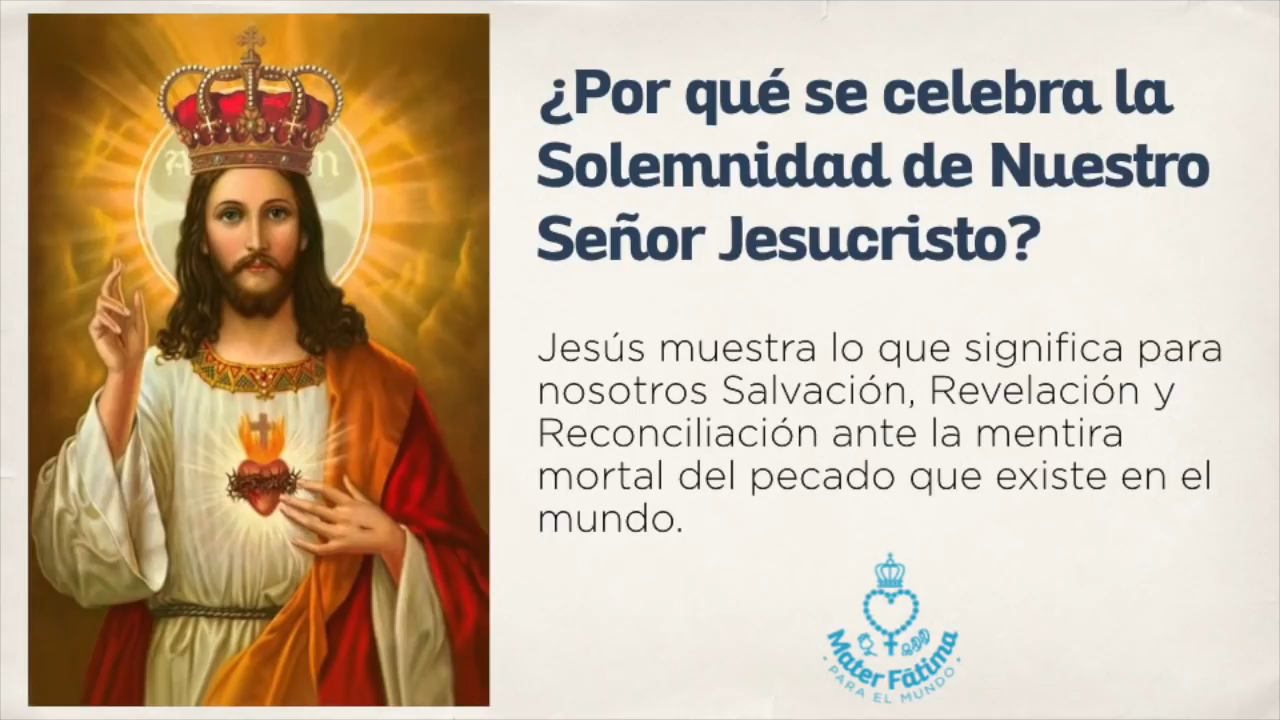 ¿Por qué se celebra la
Solemnidad de Nuestro
Señor Jesucristo?
Jesús muestra lo que significa para
nosotros Salvación, Revelación y
Reconciliación ante la mentira
mortal del pecado que existe en el
mundo.
Mater Fátima
PARA EL MUNDO